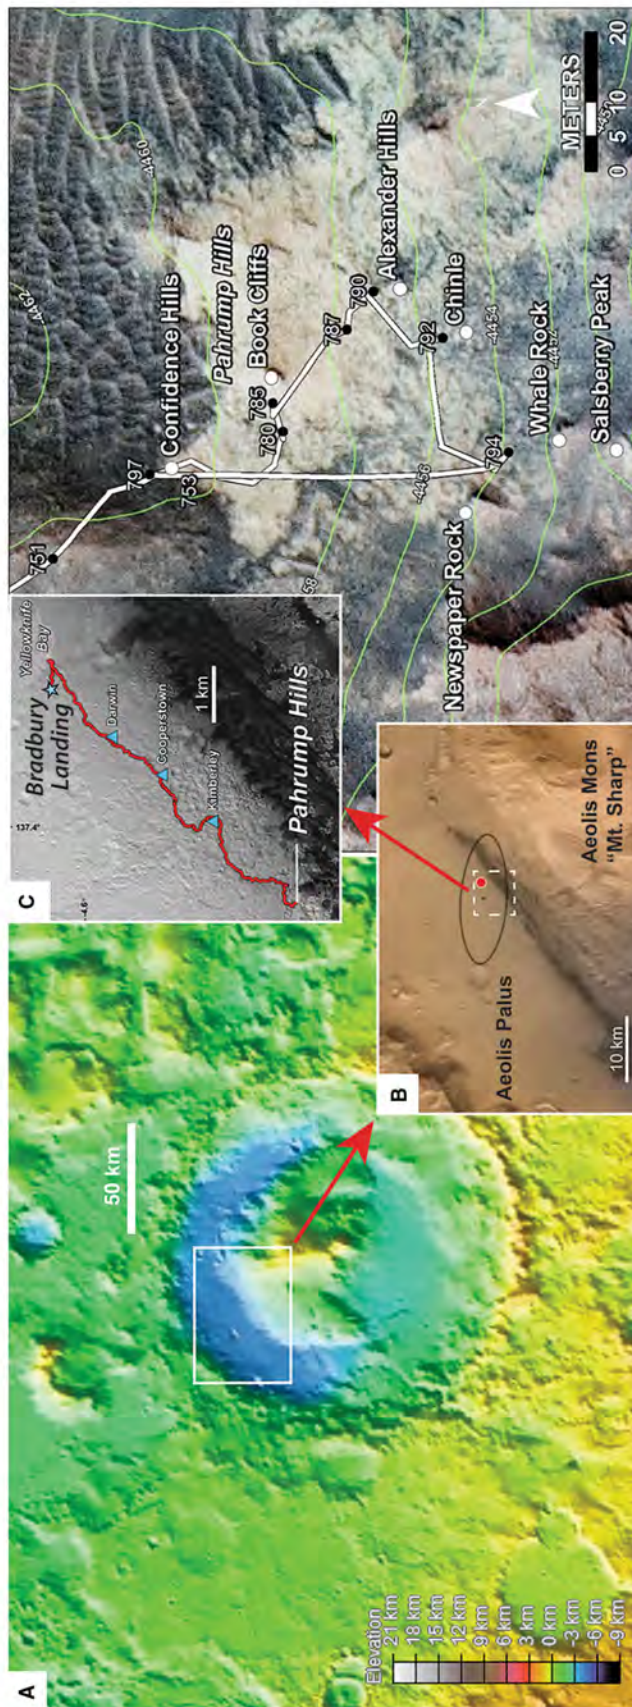 A
Elevation
21 km
18 km
15 km
12 km
9 km
6 km
3 km
0 km
-3 km
-6 km
-9 km
50 km
B
Aeolis Palus
Aeolis Mons
“Mt. Sharp”
10 km
C
137.4°
-4.6°
Bradbury
Landing
Yellowknife
Bay
Darwin
Cooperstown
Kimberley
1 km
Pahrump Hills
751
797
753
Confidence Hills
Pahrump Hills
Book Cliffs
785
780
787
790
Alexander Hills
792
Chinle
794
Newspaper Rock
Whale Rock
Salsberry Peak
-4462
-4460
58
-4456
-4454
-4452
METERS
0 5 10 20